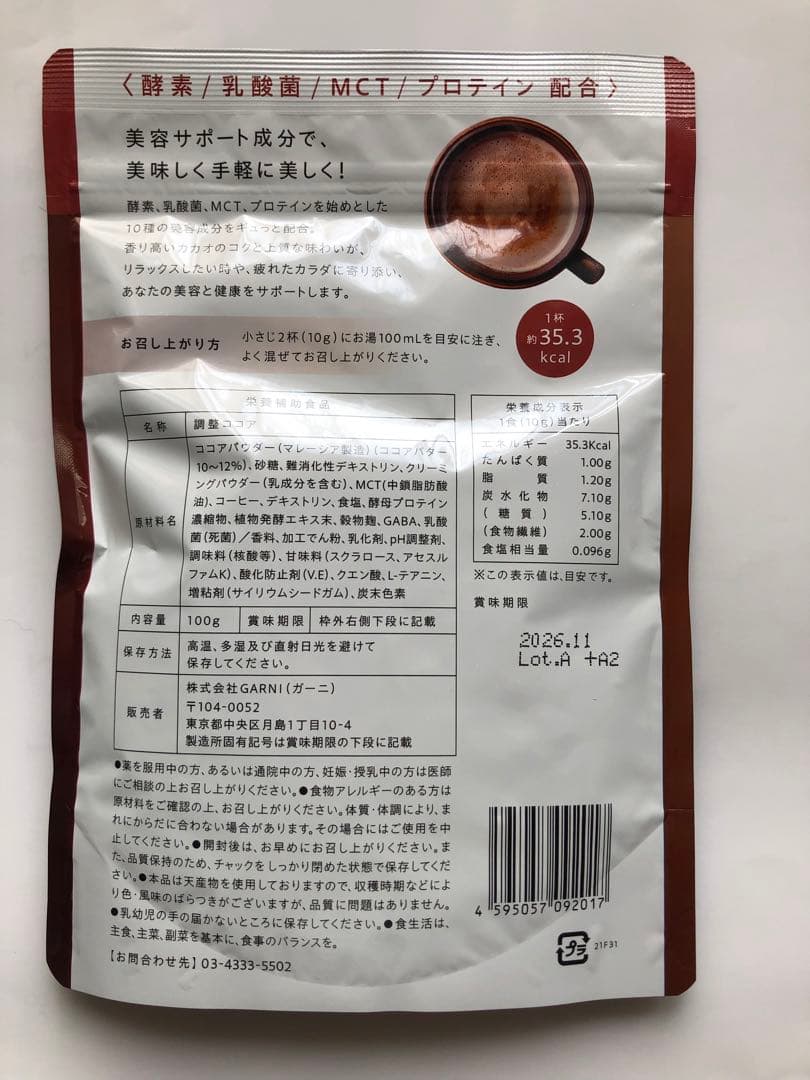 〈酵素/乳酸菌/MCT/プロテイン 配合〉
美容サポート成分で、
美味しく手軽に美しく!
酵素、乳酸菌、MCT、プロテインを始めとした
10種の美容成分をギュっと配合。
香り高いカカオのコクと上質な味わいが、
リラックスしたい時や、疲れたカラダに寄り添い、
あなたの美容と健康をサポートします。
1杯
約35.3
kcal
お召し上がり方
小さじ2杯(10g)にお湯100mLを目安に注ぎ、
よく混ぜてお召し上がりください。
栄養補助食品
名称 調整ココア
原材料名
ココアパウダー(マレーシア製造)(ココアバター
10〜12%)、砂糖、難消化性デキストリン、クリーミ
ングパウダー(乳成分を含む)、MCT(中鎖脂肪酸
油)、コーヒー、デキストリン、食塩、酵母プロテイン
濃縮物、植物発酵エキス末、穀物麹、GABA、乳酸
菌(死菌)/香料、加工でん粉、乳化剤、pH調整剤、
調味料(核酸等)、甘味料(スクラロース、アセスル
ファムK)、酸化防止剤(V.E)、クエン酸、L-テアニン、
増粘剤(サイリウムシードガム)、炭末色素
内容量 100g 賞味期限 枠外右側下段に記載
保存方法
高温、多湿及び直射日光を避けて
保存してください。
販売者
株式会社GARNI(ガーニ)
〒104-0052
東京都中央区月島1丁目10-4
製造所固有記号は賞味期限の下段に記載
栄養成分表示
1食(10g)当たり
エネルギー 35.3Kcal
たんぱく質 1.00g
脂質 1.20g
炭水化物 7.10g
(糖質) 5.10g
(食物繊維) 2.00g
食塩相当量 0.096g
※この表示値は、目安です。
賞味期限
2026.11
Lot.A +A2
●薬を服用中の方、あるいは通院中の方、妊娠・授乳中の方は医師
にご相談の上お召し上がりください。●食物アレルギーのある方は
原材料をご確認の上、お召し上がりください。体質・体調により、ま
れにからだに合わない場合があります。その場合にはご使用を中
止してください。●開封後は、お早めにお召し上がりください。ま
た、品質保持のため、チャックをしっかり閉めた状態で保存してくだ
さい。●本品は天産物を使用しておりますので、収穫時期などによ
り色・風味のばらつきがございますが、品質に問題はありません。
●乳幼児の手の届かないところに保存してください。●食生活は、
主食、主菜、副菜を基本に、食事のバランスを。
【お問合わせ先】03-4333-5502
4 595057 092017
プラ
21F31